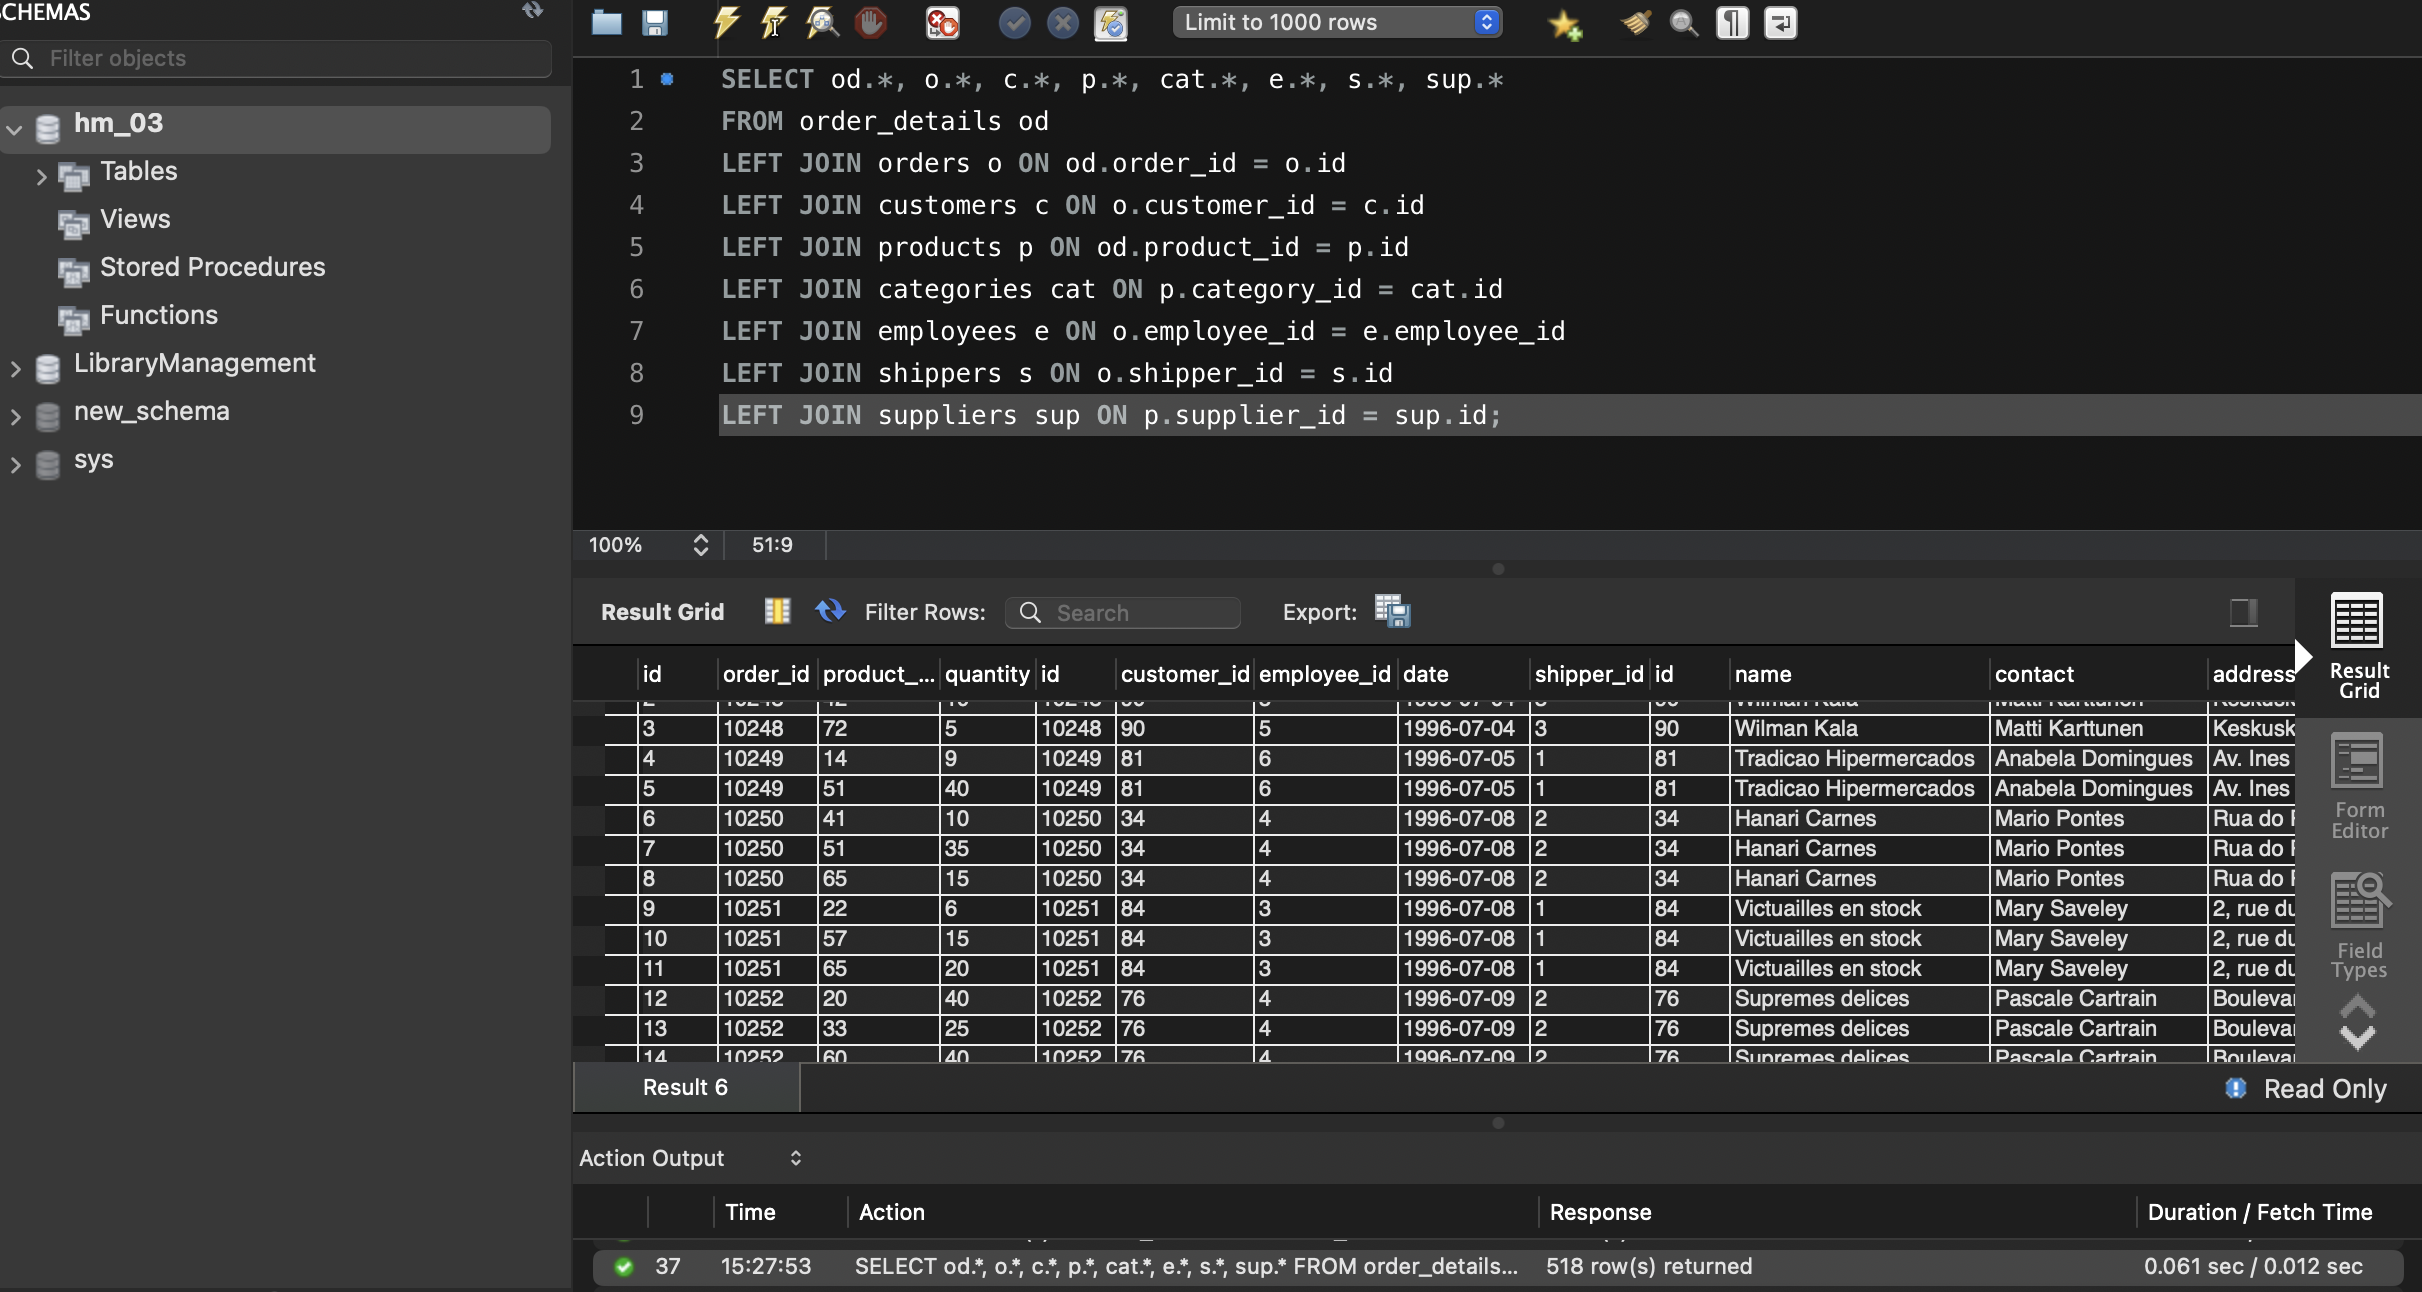 SCHEMAS
Filter objects
hm_03
Tables
Views
Stored Procedures
Functions
LibraryManagement
new_schema
sys
Limit to 1000 rows
1 SELECT od.*, o.*, c.*, p.*, cat.*, e.*, s.*, sup.*
2 FROM order_details od
3 LEFT JOIN orders o ON od.order_id = o.id
4 LEFT JOIN customers c ON o.customer_id = c.id
5 LEFT JOIN products p ON od.product_id = p.id
6 LEFT JOIN categories cat ON p.category_id = cat.id
7 LEFT JOIN employees e ON o.employee_id = e.employee_id
8 LEFT JOIN shippers s ON o.shipper_id = s.id
9 LEFT JOIN suppliers sup ON p.supplier_id = sup.id;
100% 51:9
Result Grid Filter Rows: Search Export:
id order_id product_... quantity id customer_id employee_id date shipper_id id name contact address
3 10248 72 5 10248 90 5 1996-07-04 3 90 Wilman Kala Matti Karttunen Keskusk
4 10249 14 9 10249 81 6 1996-07-05 1 81 Tradicao Hipermercados Anabela Domingues Av. Ines
5 10249 51 40 10249 81 6 1996-07-05 1 81 Tradicao Hipermercados Anabela Domingues Av. Ines
6 10250 41 10 10250 34 4 1996-07-08 2 34 Hanari Carnes Mario Pontes Rua do
7 10250 51 35 10250 34 4 1996-07-08 2 34 Hanari Carnes Mario Pontes Rua do
8 10250 65 15 10250 34 4 1996-07-08 2 34 Hanari Carnes Mario Pontes Rua do
9 10251 22 6 10251 84 3 1996-07-08 1 84 Victuailles en stock Mary Saveley 2, rue du
10 10251 57 15 10251 84 3 1996-07-08 1 84 Victuailles en stock Mary Saveley 2, rue du
11 10251 65 20 10251 84 3 1996-07-08 1 84 Victuailles en stock Mary Saveley 2, rue du
12 10252 20 40 10252 76 4 1996-07-09 2 76 Supremes delices Pascale Cartrain Boulevar
13 10252 33 25 10252 76 4 1996-07-09 2 76 Supremes delices Pascale Cartrain Boulevar
14 10252 60 40 10252 76 4 1996-07-09 2 76 Supremes delices Pascale Cartrain Boulevar
Result
Grid
Form
Editor
Field
Types
Result 6
Read Only
Action Output
Time Action Response Duration / Fetch Time
37 15:27:53 SELECT od.*, o.*, c.*, p.*, cat.*, e.*, s.*, sup.* FROM order_details... 518 row(s) returned 0.061 sec / 0.012 sec